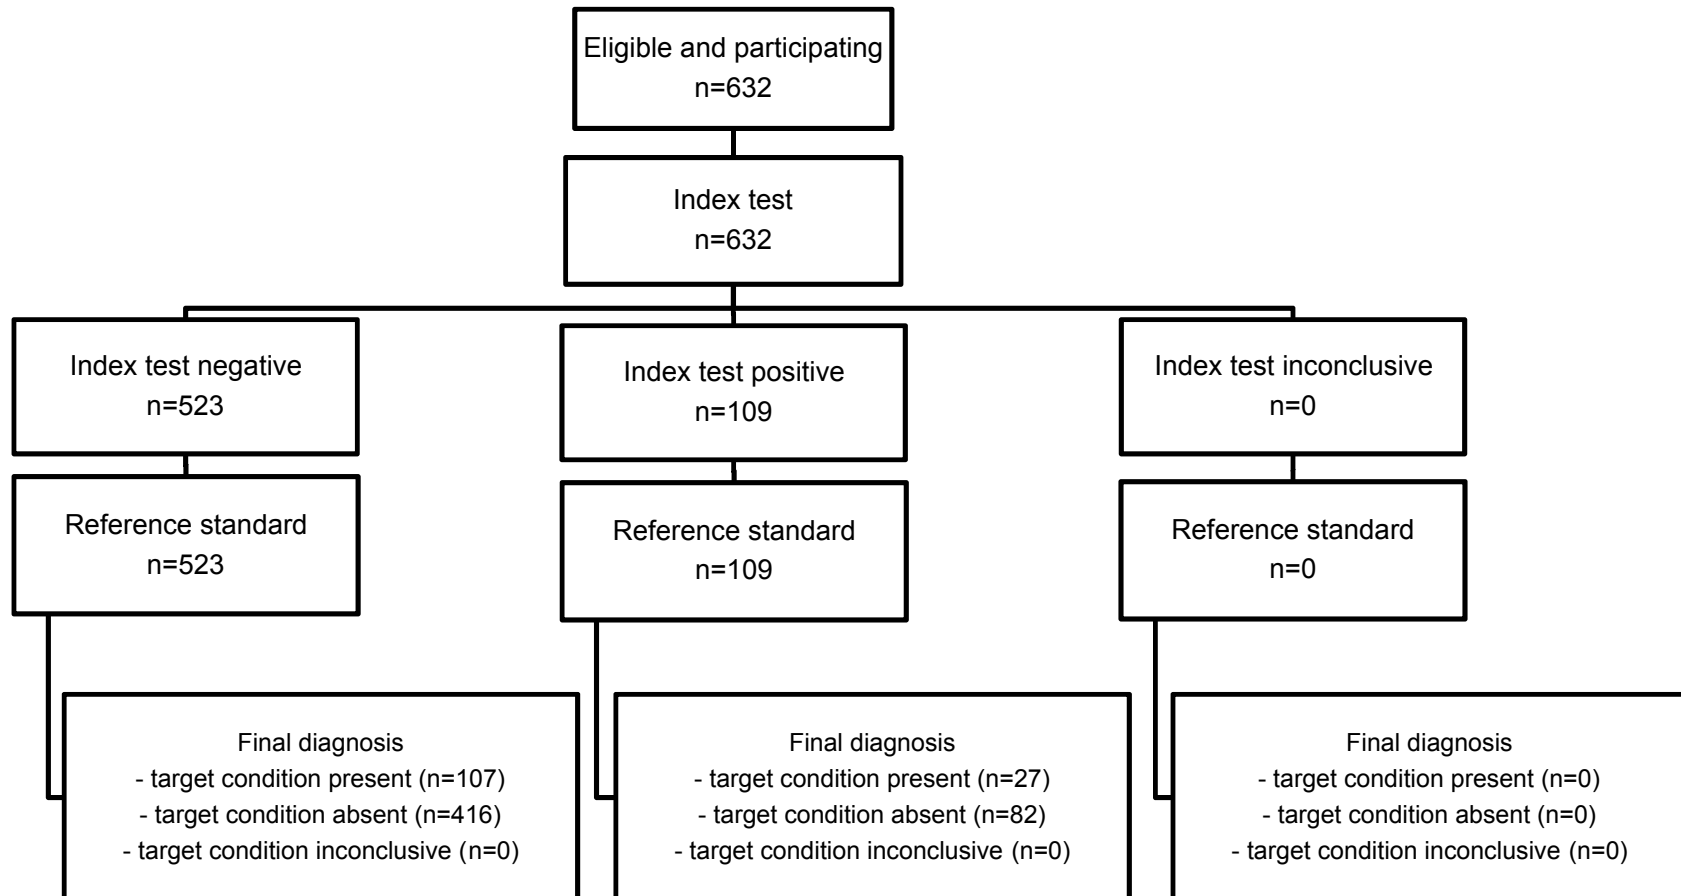 Eligible and participating
n=632
Index test
n=632
Index test negative
n=523
Index test positive
n=109
Index test inconclusive
n=0
Reference standard
n=523
Reference standard
n=109
Reference standard
n=0
Final diagnosis
- target condition present (n=107)
- target condition absent (n=416)
- target condition inconclusive (n=0)
Final diagnosis
- target condition present (n=27)
- target condition absent (n=82)
- target condition inconclusive (n=0)
Final diagnosis
- target condition present (n=0)
- target condition absent (n=0)
- target condition inconclusive (n=0)